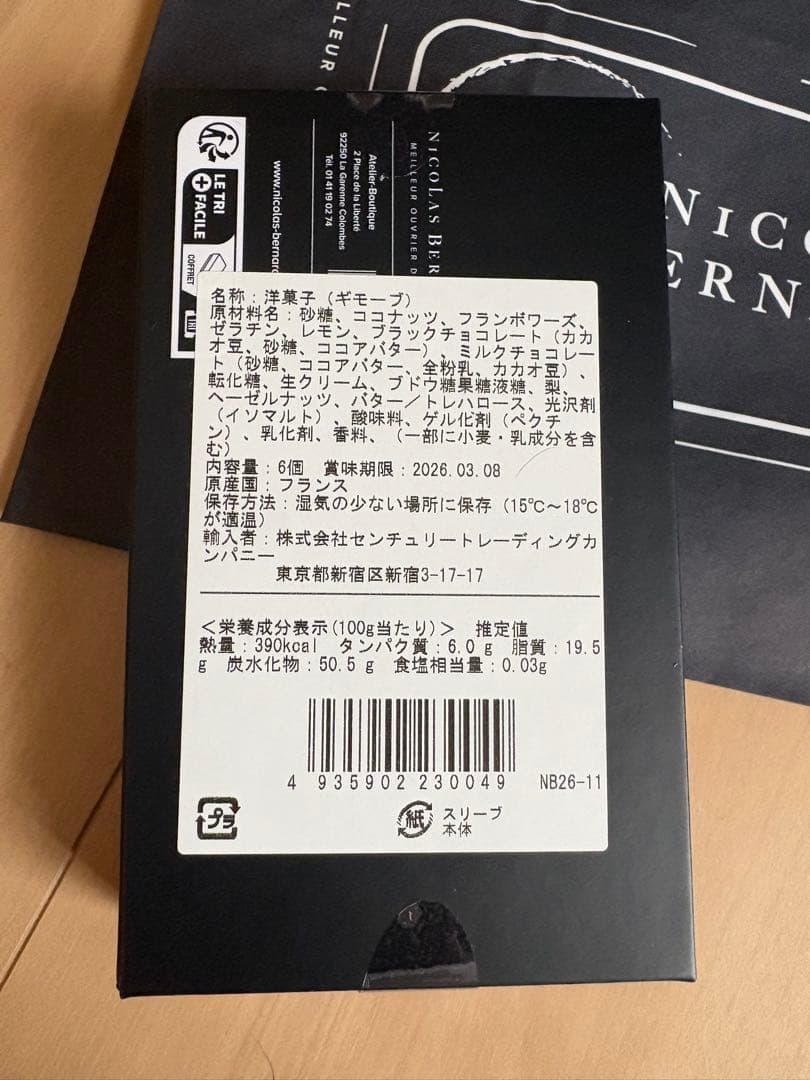 LLEUR
NICO
ERN
NICOLAS BER
MEILLEUR OUVRIER D
Atelier-Boutique
2 Place de la Liberté
92250 La Garenne Colombes
Tél. 01 41 19 02 74
www.nicolas-bernard
LE TRI
+ FACILE
COFFRET
名称：洋菓子（ギモーブ）
原材料名：砂糖、ココナッツ、フランボワーズ、
ゼラチン、レモン、ブラックチョコレート（カカ
オ豆、砂糖、ココアバター）、ミルクチョコレー
ト（砂糖、ココアバター、全粉乳、カカオ豆）、
転化糖、生クリーム、ブドウ糖果糖液糖、梨、
ヘーゼルナッツ、バター／トレハロース、光沢剤
（イソマルト）、酸味料、ゲル化剤（ペクチ
ン）、乳化剤、香料、（一部に小麦・乳成分を含
む）
内容量：6個　賞味期限：2026.03.08
原産国：フランス
保存方法：湿気の少ない場所に保存（15℃〜18℃
が適温）
輸入者：株式会社センチュリートレーディングカ
ンパニー
東京都新宿区新宿3-17-17
＜栄養成分表示(100g当たり)＞　推定値
熱量：390kcal　タンパク質：6.0 g　脂質：19.5
g　炭水化物：50.5 g　食塩相当量：0.03g
4 935902 230049
NB26-11
プラ
紙
スリーブ
本体